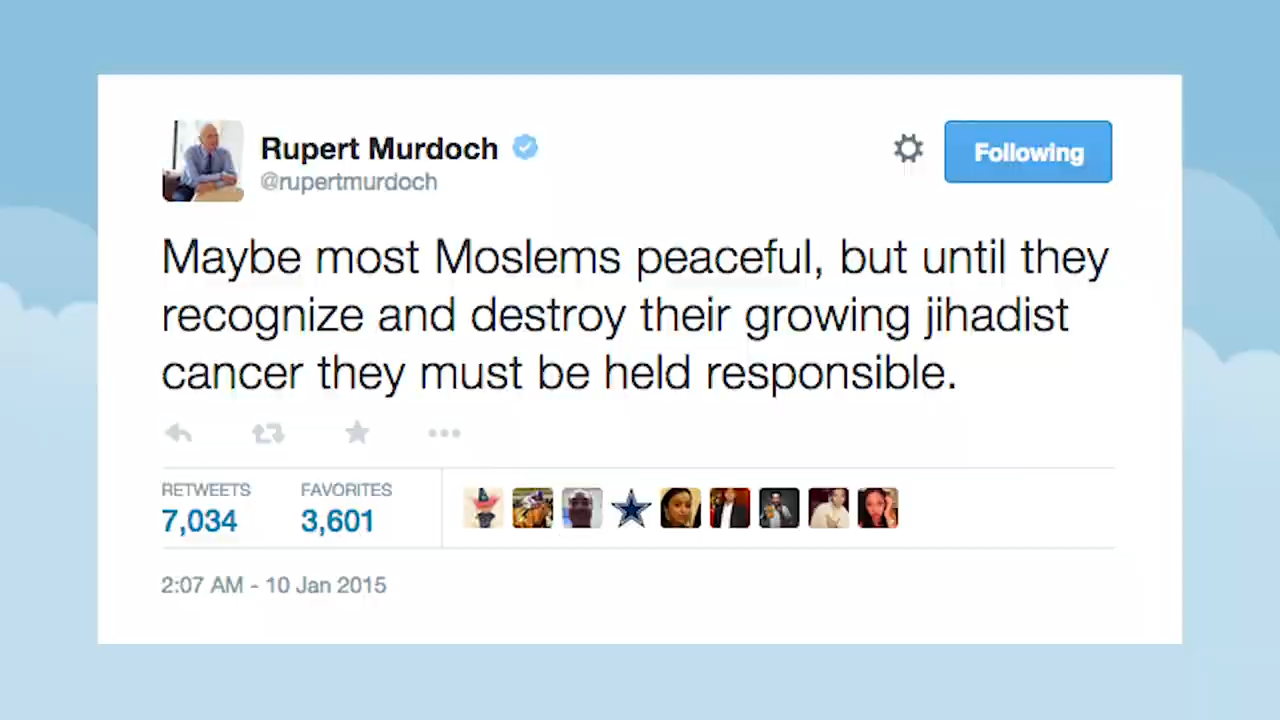 Rupert Murdoch
@rupertmurdoch
Following
Maybe most Moslems peaceful, but until they
recognize and destroy their growing jihadist
cancer they must be held responsible.
RETWEETS FAVORITES
7,034 3,601
2:07 AM - 10 Jan 2015